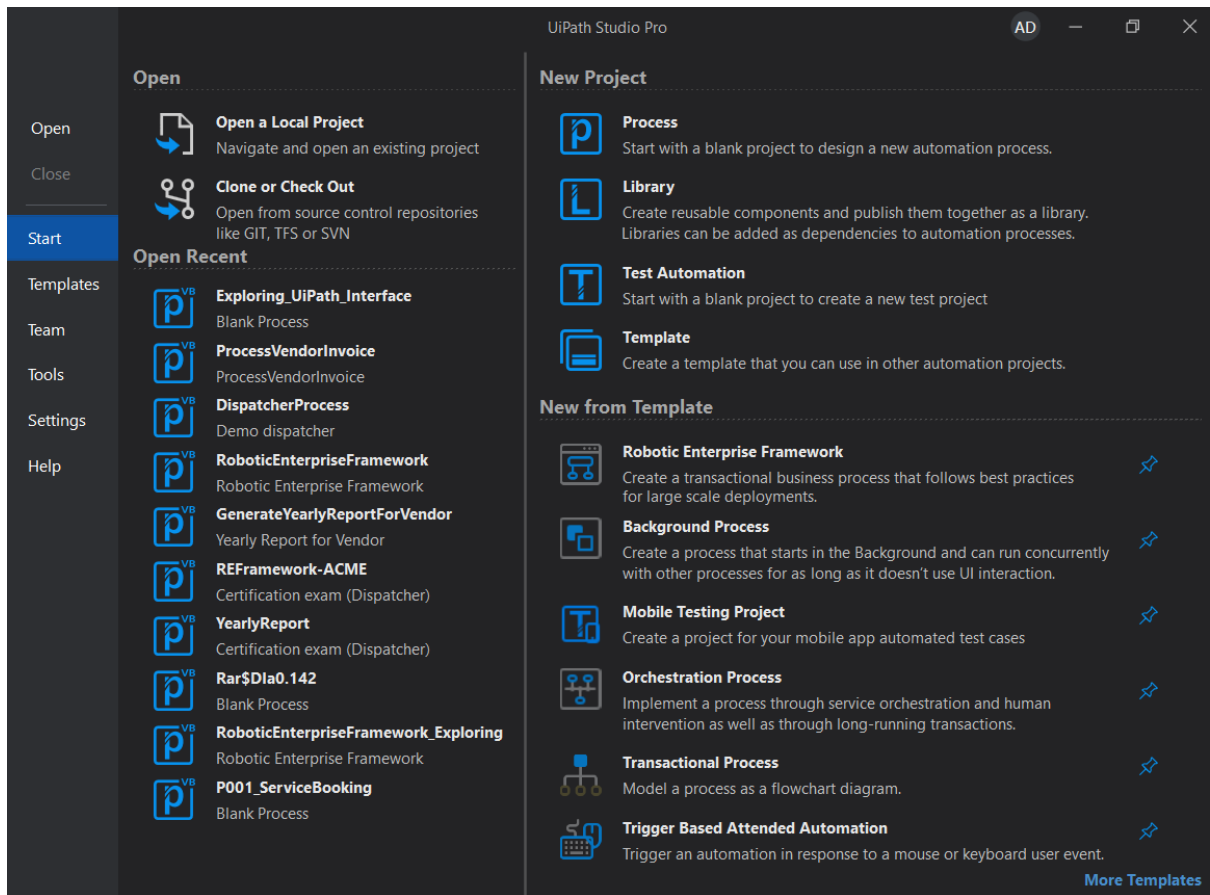 UiPath Studio Pro
AD
Open
Close
Start
Templates
Team
Tools
Settings
Help
Open
Open a Local Project
Navigate and open an existing project
Clone or Check Out
Open from source control repositories
like GIT, TFS or SVN
Open Recent
VB
Exploring_UiPath_Interface
Blank Process
VB
ProcessVendorInvoice
ProcessVendorInvoice
VB
DispatcherProcess
Demo dispatcher
VB
RoboticEnterpriseFramework
Robotic Enterprise Framework
VB
GenerateYearlyReportForVendor
Yearly Report for Vendor
VB
REFramework-ACME
Certification exam (Dispatcher)
VB
YearlyReport
Certification exam (Dispatcher)
VB
Rar$DIa0.142
Blank Process
VB
RoboticEnterpriseFramework_Exploring
Robotic Enterprise Framework
VB
P001_ServiceBooking
Blank Process
New Project
Process
Start with a blank project to design a new automation process.
Library
Create reusable components and publish them together as a library.
Libraries can be added as dependencies to automation processes.
Test Automation
Start with a blank project to create a new test project
Template
Create a template that you can use in other automation projects.
New from Template
Robotic Enterprise Framework
Create a transactional business process that follows best practices
for large scale deployments.
Background Process
Create a process that starts in the Background and can run concurrently
with other processes for as long as it doesn't use UI interaction.
Mobile Testing Project
Create a project for your mobile app automated test cases
Orchestration Process
Implement a process through service orchestration and human
intervention as well as through long-running transactions.
Transactional Process
Model a process as a flowchart diagram.
Trigger Based Attended Automation
Trigger an automation in response to a mouse or keyboard user event.
More Templates